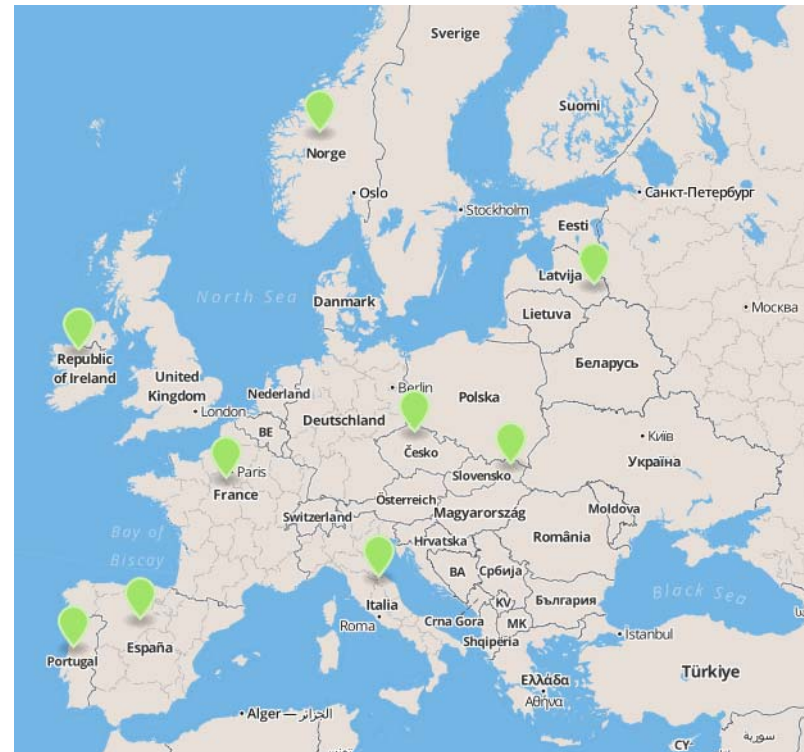 Sverige
Suomi
Norge
Oslo
Санкт-Петербург
Stockholm
Eesti
Latvija
North Sea
Danmark
Москва
Lietuva
Republic
of Ireland
Беларусь
United
Kingdom
Nederland
Berlin
Polska
London
Deutschland
BE
Київ
Česko
Україна
Paris
Slovensko
France
Österreich
Switzerland
Magyarország
Moldova
Bay of
Biscay
Hrvatska
România
BA
Србија
Black Sea
Italia
KV
България
Roma
Crna Gora
MK
İstanbul
Shqipëria
España
Portugal
Türkiye
Ελλάδα
Αθήνα
Alger — الجزائر
تونس
CY
سوريا